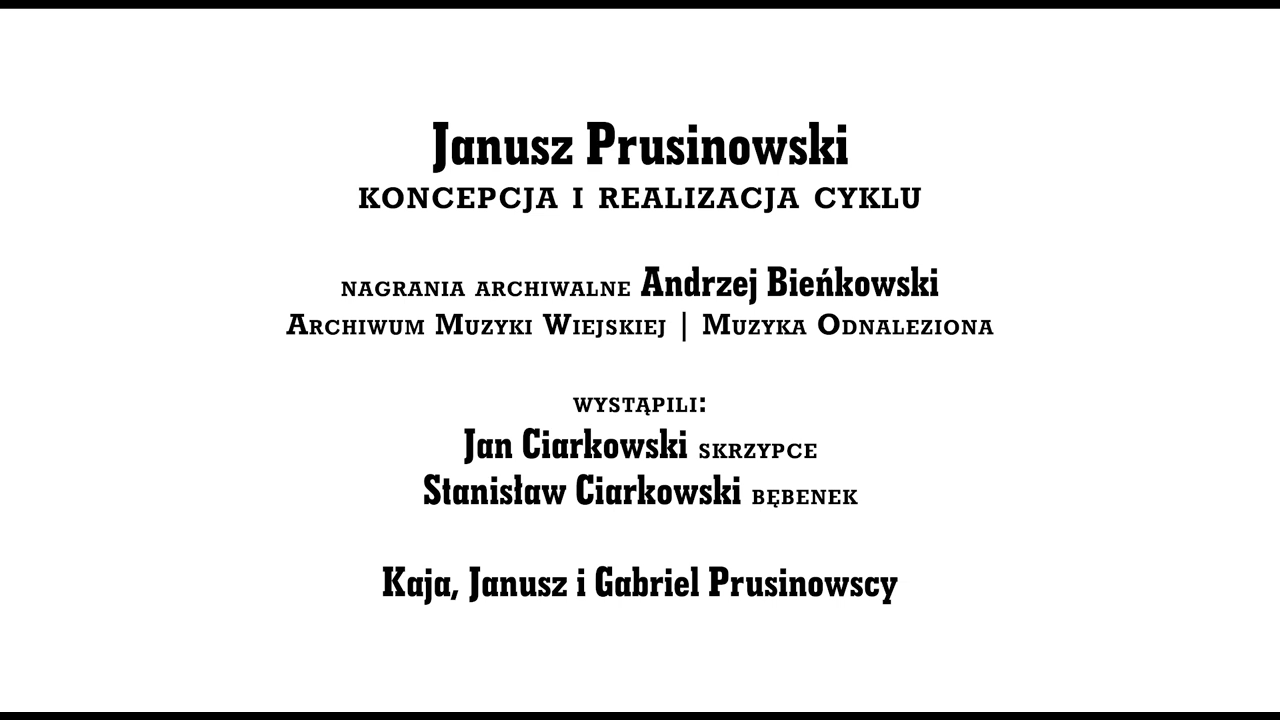 Janusz Prusinowski
KONCEPCJA I REALIZACJA CYKLU
NAGRANIA ARCHIWALNE Andrzej Bieńkowski
ARCHIWUM MUZYKI WIEJSKIEJ | MUZYKA ODNALEZIONA
WYSTĄPILI:
Jan Ciarkowski SKRZYPCE
Stanisław Ciarkowski BĘBENEK
Kaja, Janusz i Gabriel Prusinowscy